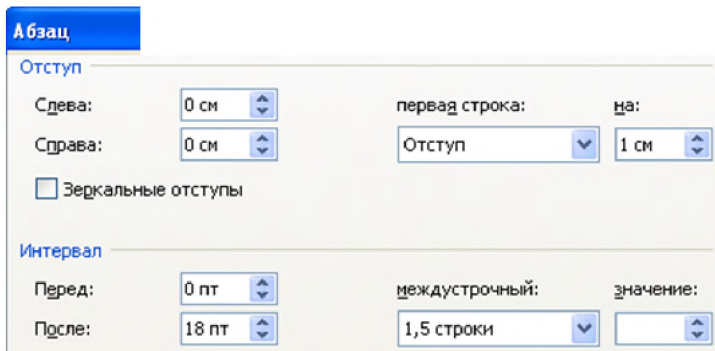 Абзац
Отступ
Слева: 0 см первая строка: на:
Справа: 0 см Отступ 1 см
Зеркальные отступы
Интервал
Перед: 0 пт междустрочный: значение:
После: 18 пт 1,5 строки